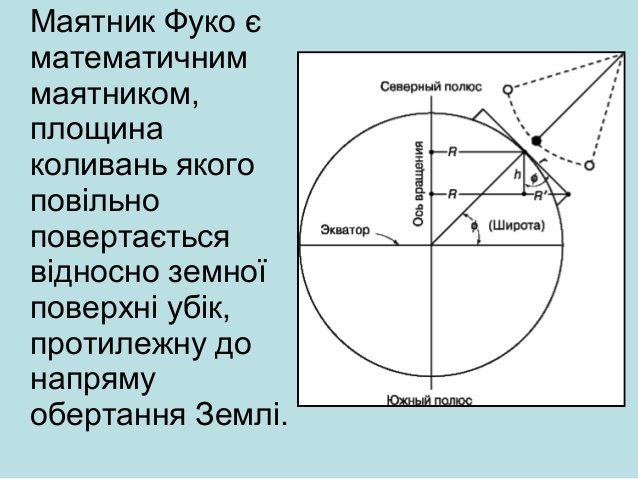 Маятник Фуко є
математичним
маятником,
площина
коливань якого
повільно
повертається
відносно земної
поверхні убік,
протилежну до
напряму
обертання Землі.
Северный полюс
Ось вращения
R
h
ϕ
R
R'
Экватор
ϕ (Широта)
Южный полюс